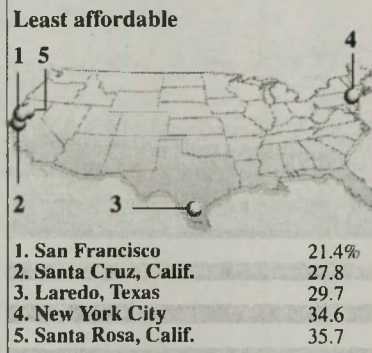 Least affordable
1 5
4
2
3
1. San Francisco 21.4%
2. Santa Cruz, Calif. 27.8
3. Laredo, Texas 29.7
4. New York City 34.6
5. Santa Rosa, Calif. 35.7